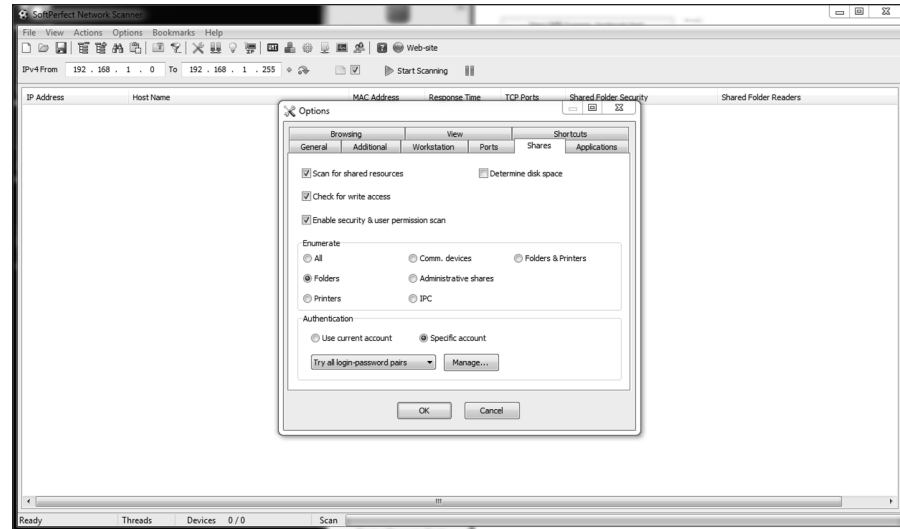 SoftPerfect Network Scanner
File View Actions Options Bookmarks Help
Web-site
IPv4 From 192 . 168 . 1 . 0 To 192 . 168 . 1 . 255 Start Scanning
IP Address Host Name MAC Address Response Time TCP Ports Shared Folder Security Shared Folder Readers
Options
Browsing View Shortcuts
General Additional Workstation Ports Shares Applications
Scan for shared resources Determine disk space
Check for write access
Enable security & user permission scan
Enumerate
All Comm. devices Folders & Printers
Folders Administrative shares
Printers IPC
Authentication
Use current account Specific account
Try all login-password pairs Manage...
OK Cancel
Ready Threads Devices 0 / 0 Scan